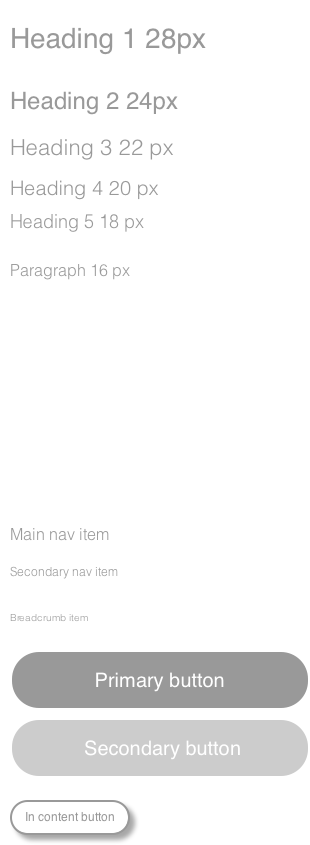 Heading 1 28px
Heading 2 24px
Heading 3 22 px
Heading 4 20 px
Heading 5 18 px
Paragraph 16 px
Main nav item
Secondary nav item
Breadcrumb item
Primary button
Secondary button
In content button